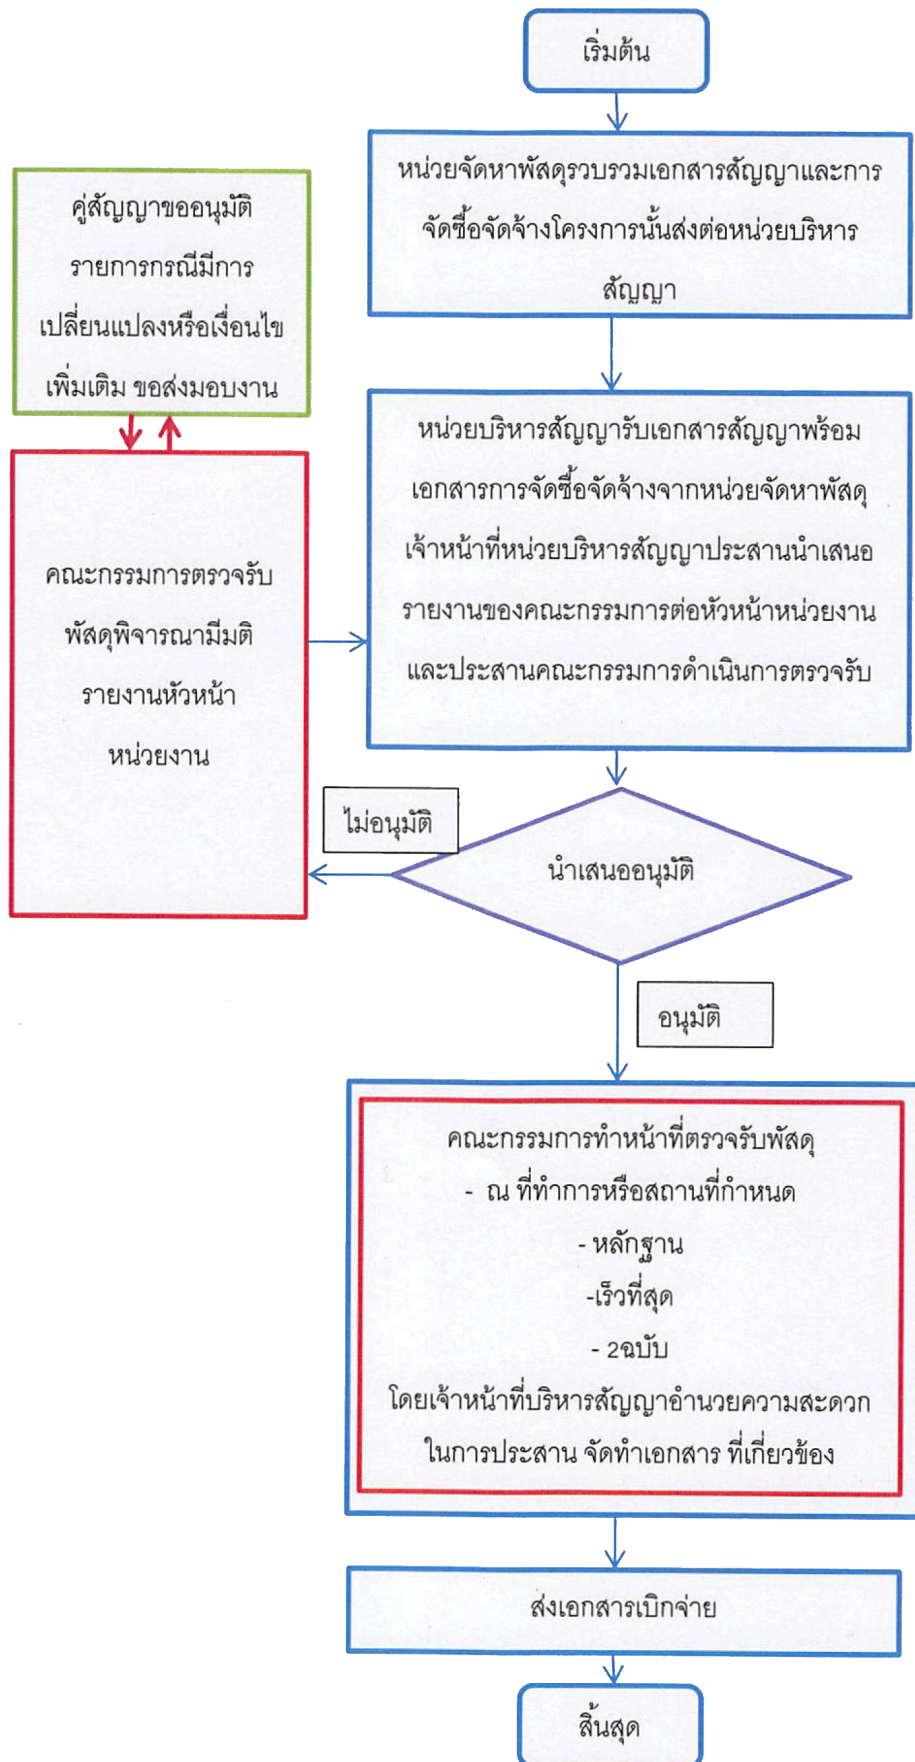 เริ่มต้น
หน่วยจัดหาพัสดุรวบรวมเอกสารสัญญาและการ
จัดซื้อจัดจ้างโครงการนั้นส่งต่อหน่วยบริหาร
สัญญา
คู่สัญญาขออนุมัติ
รายการกรณีมีการ
เปลี่ยนแปลงหรือเงื่อนไข
เพิ่มเติม ขอส่งมอบงาน
หน่วยบริหารสัญญารับเอกสารสัญญาพร้อม
เอกสารการจัดซื้อจัดจ้างจากหน่วยจัดหาพัสดุ
เจ้าหน้าที่หน่วยบริหารสัญญาประสานนำเสนอ
รายงานของคณะกรรมการต่อหัวหน้าหน่วยงาน
และประสานคณะกรรมการดำเนินการตรวจรับ
คณะกรรมการตรวจรับ
พัสดุพิจารณามีมติ
รายงานหัวหน้า
หน่วยงาน
ไม่อนุมัติ
นำเสนออนุมัติ
อนุมัติ
คณะกรรมการทำหน้าที่ตรวจรับพัสดุ
- ณ ที่ทำการหรือสถานที่กำหนด
- หลักฐาน
-เร็วที่สุด
- 2ฉบับ
โดยเจ้าหน้าที่บริหารสัญญาอำนวยความสะดวก
ในการประสาน จัดทำเอกสาร ที่เกี่ยวข้อง
ส่งเอกสารเบิกจ่าย
สิ้นสุด